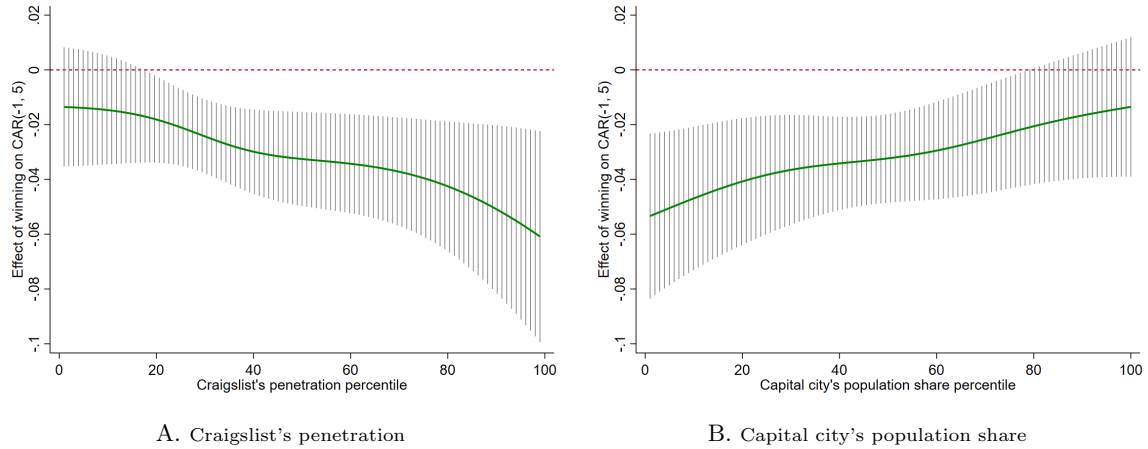 .02
0
-.02
-.04
-.06
-.08
-.1
Effect of winning on CAR(-1, 5)
0 20 40 60 80 100
Craigslist's penetration percentile
A. Craigslist's penetration
.02
0
-.02
-.04
-.06
-.08
-.1
Effect of winning on CAR(-1, 5)
0 20 40 60 80 100
Capital city's population share percentile
B. Capital city's population share